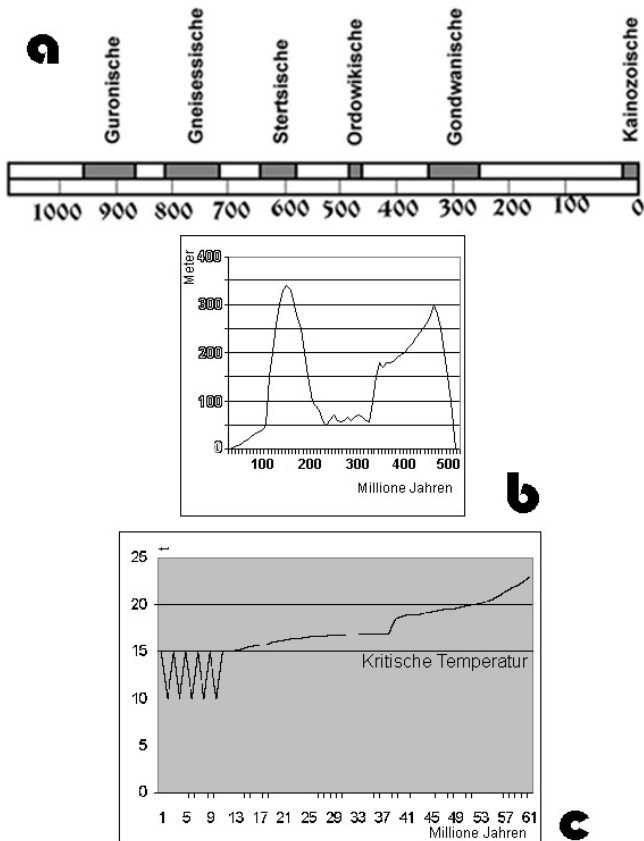 a
Guronische
Gneisessische
Stertsische
Ordowikische
Gondwanische
Kainozoische
1000 900 800 700 600 500 400 300 200 100 0
Meter
400
300
200
100
0
100 200 300 400 500
Millione Jahren
b
t
25
20
15
Kritische Temperatur
10
5
0
1 5 9 13 17 21 25 29 33 37 41 45 49 53 57 61
Millione Jahren
c